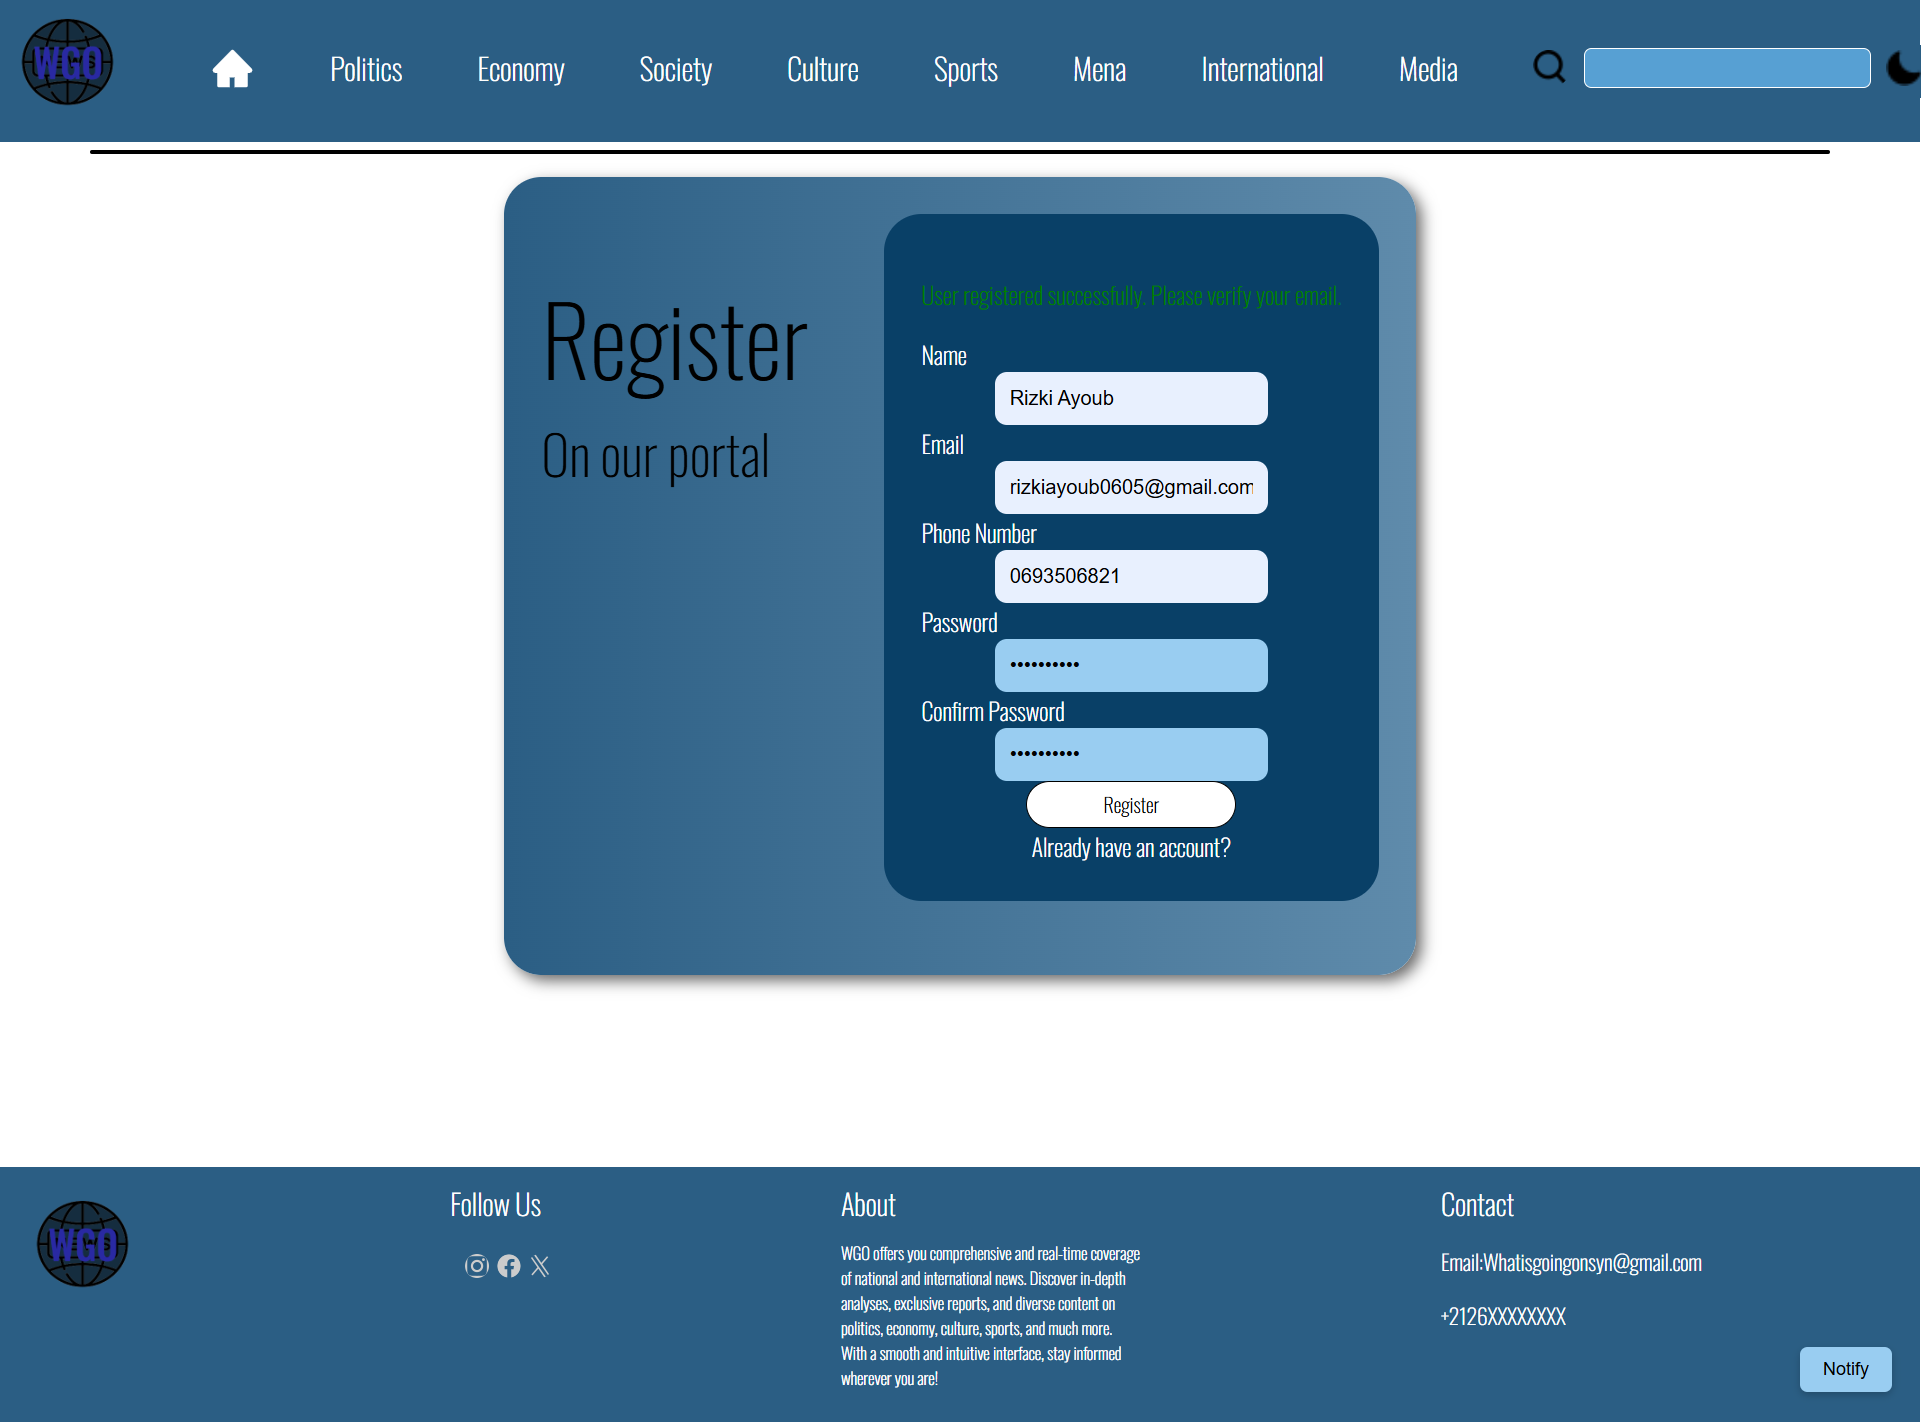 WGO
Politics Economy Society Culture Sports Mena International Media
Register
On our portal
User registered successfully. Please verify your email.
Name
Rizki Ayoub
Email
rizkiayoub0605@gmail.com
Phone Number
0693506821
Password
••••••••••
Confirm Password
••••••••••
Register
Already have an account?
WGO
Follow Us
About
WGO offers you comprehensive and real-time coverage
of national and international news. Discover in-depth
analyses, exclusive reports, and diverse content on
politics, economy, culture, sports, and much more.
With a smooth and intuitive interface, stay informed
wherever you are!
Contact
Email:Whatisgoingonsyn@gmail.com
+2126XXXXXXXX
Notify